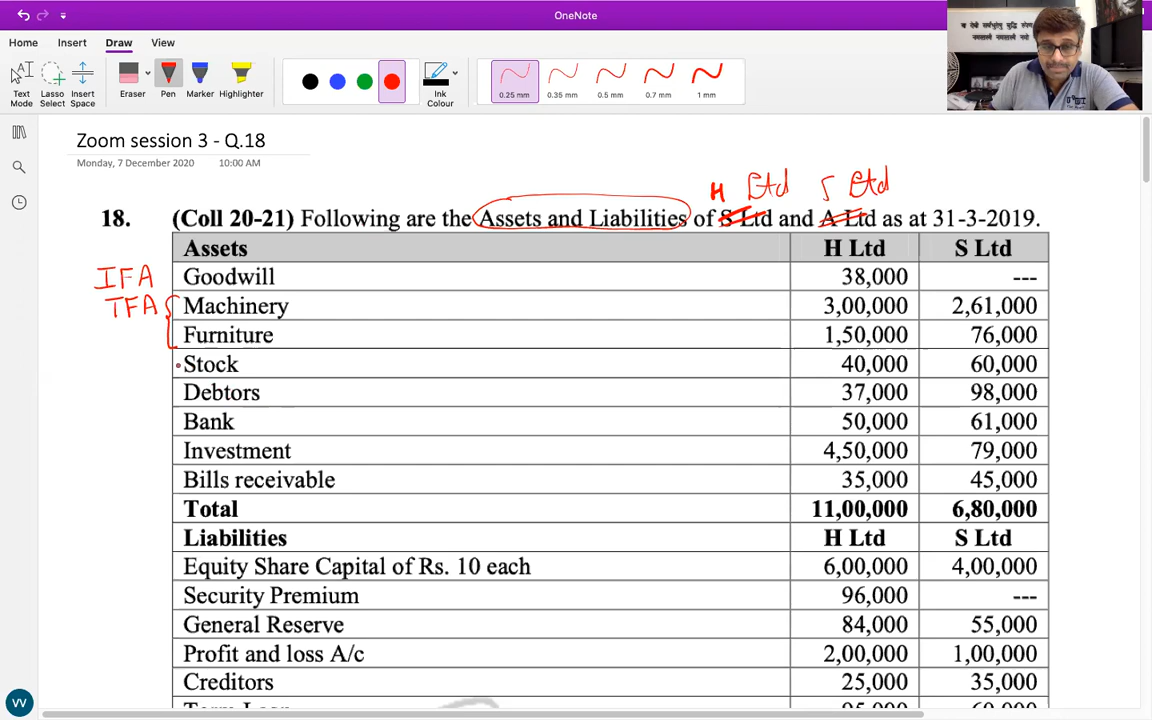 OneNote
Home Insert Draw View
Text Mode
Lasso Select
Insert Space
Eraser
Pen
Marker
Highlighter
Ink Colour
0.25 mm
0.35 mm
0.5 mm
0.7 mm
1 mm
Zoom session 3 - Q.18
Monday, 7 December 2020 10:00 AM
H Ltd S Ltd
18. (Coll 20-21) Following are the Assets and Liabilities of S Ltd and A Ltd as at 31-3-2019.
Assets H Ltd S Ltd
IFA Goodwill 38,000 ---
TFA Machinery 3,00,000 2,61,000
Furniture 1,50,000 76,000
Stock 40,000 60,000
Debtors 37,000 98,000
Bank 50,000 61,000
Investment 4,50,000 79,000
Bills receivable 35,000 45,000
Total 11,00,000 6,80,000
Liabilities H Ltd S Ltd
Equity Share Capital of Rs. 10 each 6,00,000 4,00,000
Security Premium 96,000 ---
General Reserve 84,000 55,000
Profit and loss A/c 2,00,000 1,00,000
Creditors 25,000 35,000
VV